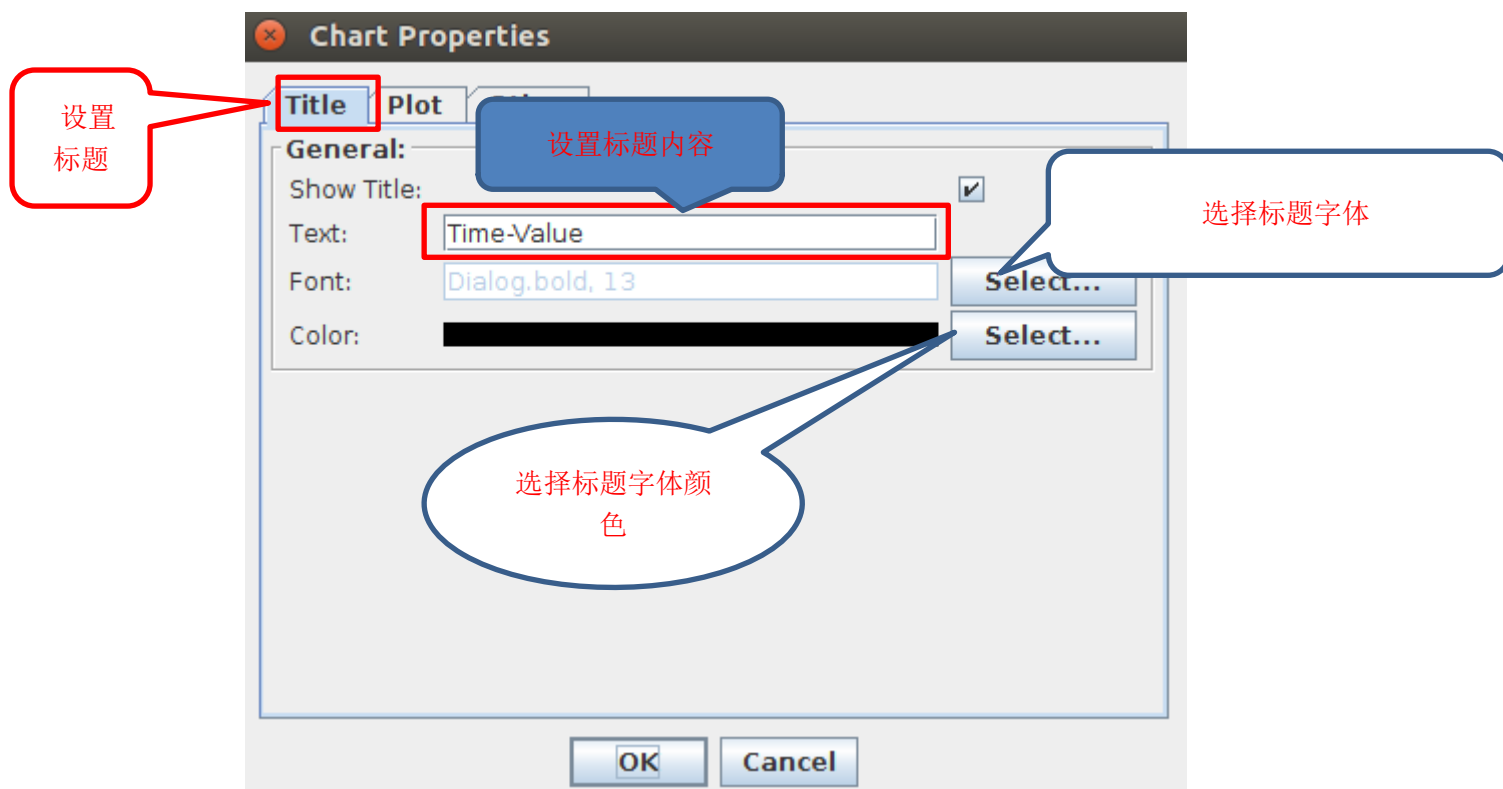 Chart Properties
设置
标题
Title
Plot
设置标题内容
General:
Show Title:
选择标题字体
Text:
Time-Value
Font:
Dialog.bold, 13
Select...
Color:
Select...
选择标题字体颜
色
OK
Cancel